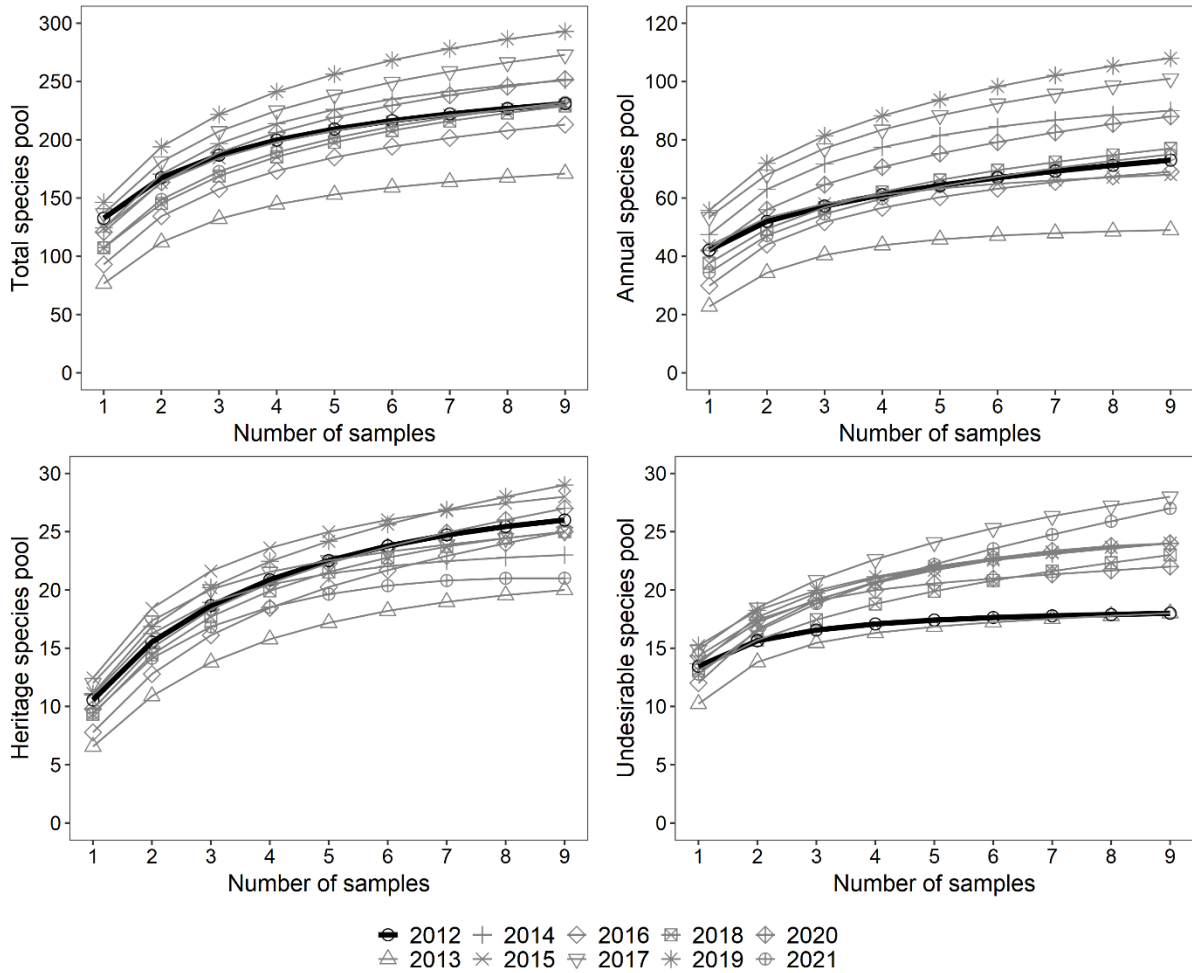 Total species pool
300
250
200
150
100
50
0
1 2 3 4 5 6 7 8 9
Number of samples
Annual species pool
120
100
80
60
40
20
0
1 2 3 4 5 6 7 8 9
Number of samples
Heritage species pool
30
25
20
15
10
5
0
1 2 3 4 5 6 7 8 9
Number of samples
Undesirable species pool
30
25
20
15
10
5
0
1 2 3 4 5 6 7 8 9
Number of samples
2012 2014 2016 2018 2020
2013 2015 2017 2019 2021